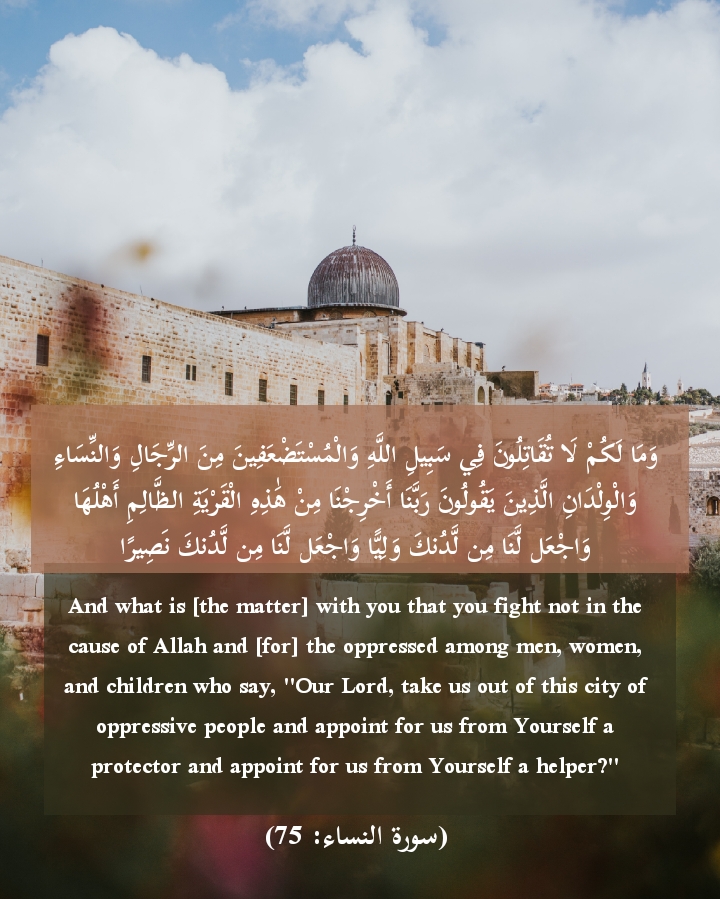 وَمَا لَكُمْ لَا تُقَاتِلُونَ فِي سَبِيلِ اللَّهِ وَالْمُسْتَضْعَفِينَ مِنَ الرِّجَالِ وَالنِّسَاءِ
وَالْوِلْدَانِ الَّذِينَ يَقُولُونَ رَبَّنَا أَخْرِجْنَا مِنْ هَٰذِهِ الْقَرْيَةِ الظَّالِمِ أَهْلُهَا
وَاجْعَل لَّنَا مِن لَّدُنكَ وَلِيًّا وَاجْعَل لَّنَا مِن لَّدُنكَ نَصِيرًا
And what is [the matter] with you that you fight not in the
cause of Allah and [for] the oppressed among men, women,
and children who say, "Our Lord, take us out of this city of
oppressive people and appoint for us from Yourself a
protector and appoint for us from Yourself a helper?"
(سورة النساء: 75)